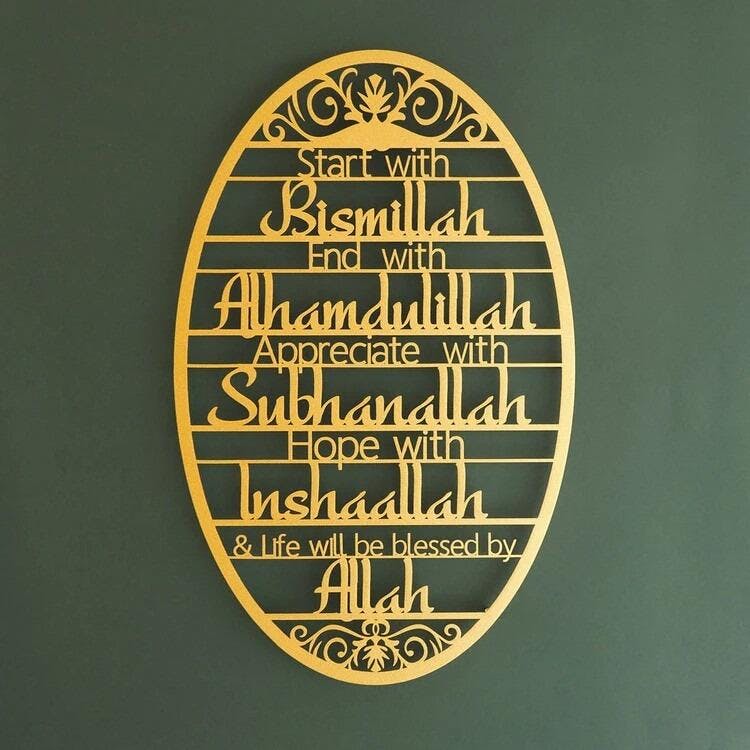 Start with
Bismillah
End with
Alhamdulillah
Appreciate with
Subhanallah
Hope with
Inshaallah
& Life will be blessed by
Allah